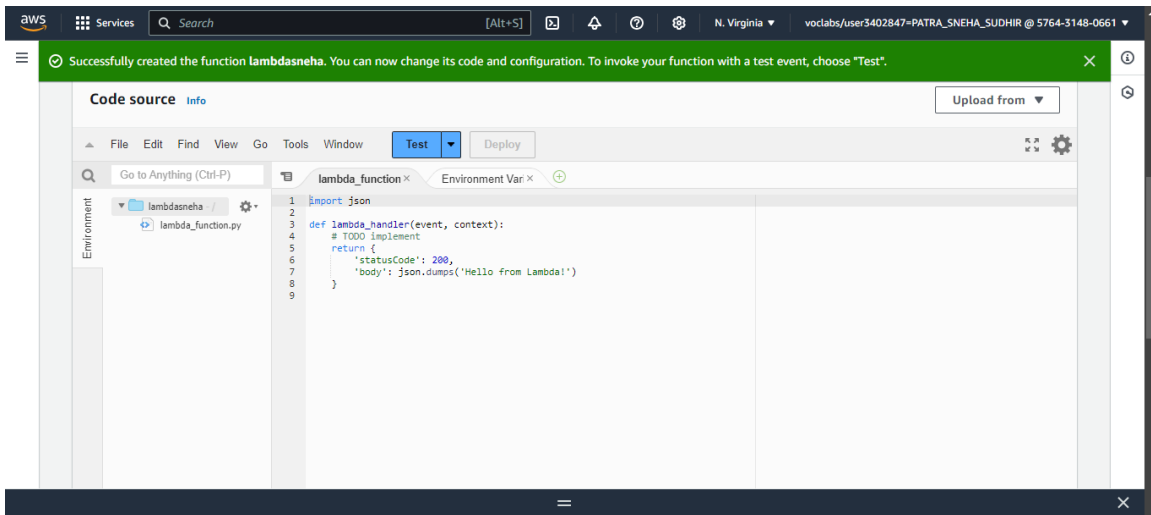 aws
Services
Search
[Alt+S]
N. Virginia
voclabs/user3402847=PATRA_SNEHA_SUDHIR @ 5764-3148-0661
Successfully created the function lambdasneha. You can now change its code and configuration. To invoke your function with a test event, choose "Test".
Code source Info
Upload from
File Edit Find View Go Tools Window Test Deploy
Go to Anything (Ctrl-P)
lambda_function
Environment Vari
Environment
lambdasneha - /
lambda_function.py
1 import json
2
3 def lambda_handler(event, context):
4     # TODO implement
5     return {
6         'statusCode': 200,
7         'body': json.dumps('Hello from Lambda!')
8     }
9